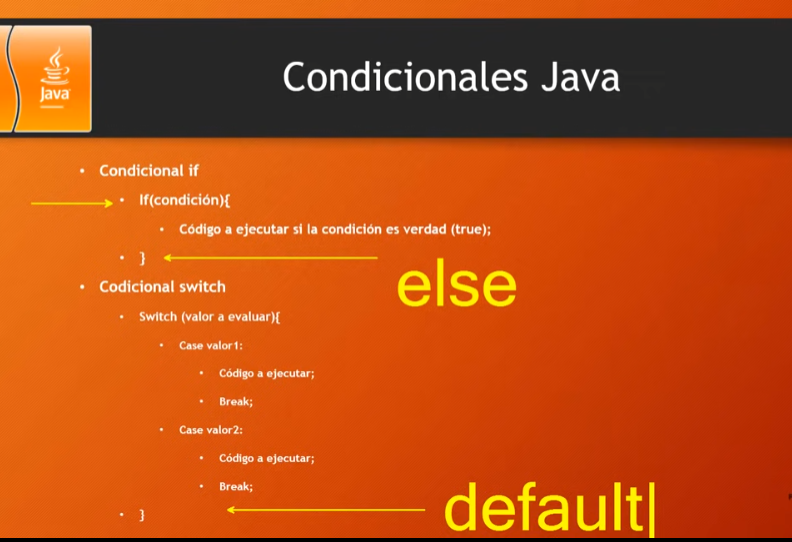 Condicionales Java
Java
• Condicional if
• If(condición){
• Código a ejecutar si la condición es verdad (true);
• }
else
• Codicional switch
• Switch (valor a evaluar){
• Case valor1:
• Código a ejecutar;
• Break;
• Case valor2:
• Código a ejecutar;
• Break;
• }
default|